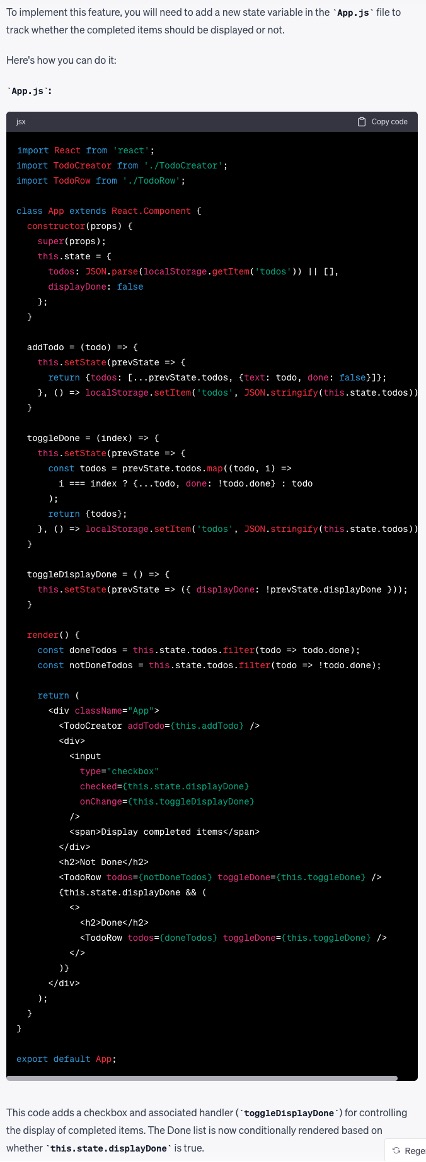 To implement this feature, you will need to add a new state variable in the `App.js` file to
track whether the completed items should be displayed or not.
Here's how you can do it:
`App.js`:
jsx
Copy code
import React from 'react';
import TodoCreator from './TodoCreator';
import TodoRow from './TodoRow';
class App extends React.Component {
constructor(props) {
super(props);
this.state = {
todos: JSON.parse(localStorage.getItem('todos')) || [],
displayDone: false
};
}
addTodo = (todo) => {
this.setState(prevState => {
return {todos: [...prevState.todos, {text: todo, done: false}]};
}, () => localStorage.setItem('todos', JSON.stringify(this.state.todos))
}
toggleDone = (index) => {
this.setState(prevState => {
const todos = prevState.todos.map((todo, i) =>
i === index ? {...todo, done: !todo.done} : todo
);
return {todos};
}, () => localStorage.setItem('todos', JSON.stringify(this.state.todos))
}
toggleDisplayDone = () => {
this.setState(prevState => ({ displayDone: !prevState.displayDone }));
}
render() {
const doneTodos = this.state.todos.filter(todo => todo.done);
const notDoneTodos = this.state.todos.filter(todo => !todo.done);
return (
<div className="App">
<TodoCreator addTodo={this.addTodo} />
<div>
<input
type="checkbox"
checked={this.state.displayDone}
onChange={this.toggleDisplayDone}
/>
<span>Display completed items</span>
</div>
<h2>Not Done</h2>
<TodoRow todos={notDoneTodos} toggleDone={this.toggleDone} />
{this.state.displayDone && (
<>
<h2>Done</h2>
<TodoRow todos={doneTodos} toggleDone={this.toggleDone} />
</>
)}
</div>
);
}
}
export default App;
This code adds a checkbox and associated handler (`toggleDisplayDone`) for controlling
the display of completed items. The Done list is now conditionally rendered based on
whether `this.state.displayDone` is true.
Rege